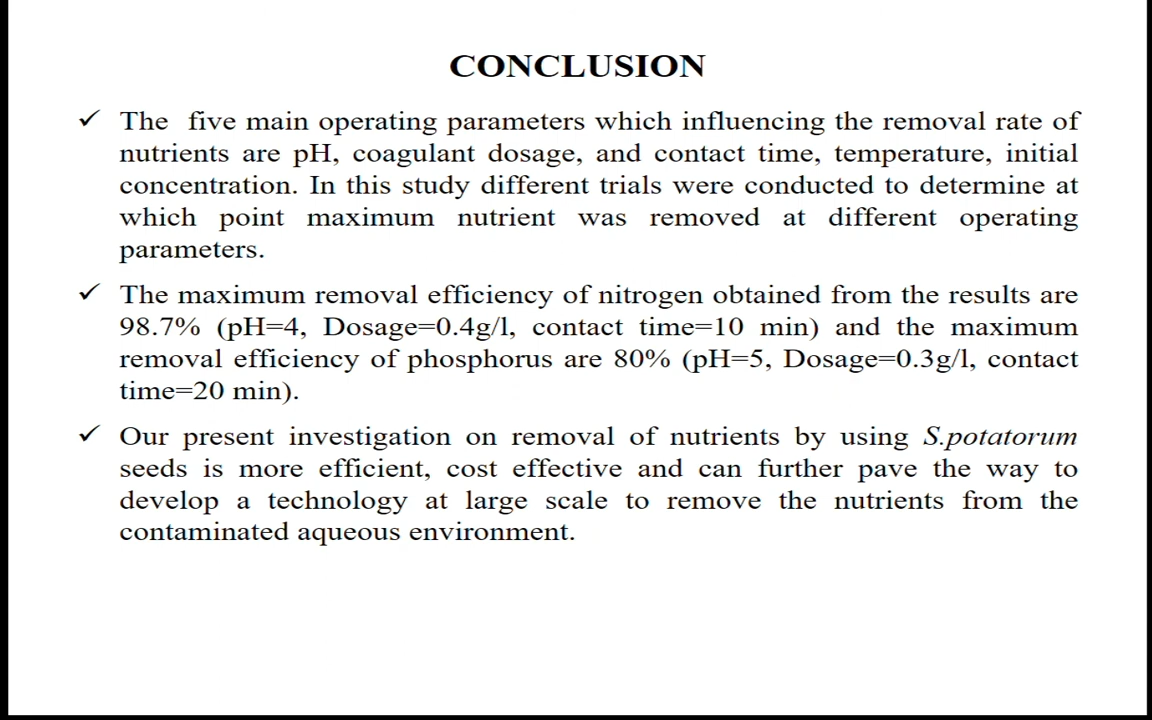 CONCLUSION
✓ The five main operating parameters which influencing the removal rate of
nutrients are pH, coagulant dosage, and contact time, temperature, initial
concentration. In this study different trials were conducted to determine at
which point maximum nutrient was removed at different operating
parameters.
✓ The maximum removal efficiency of nitrogen obtained from the results are
98.7% (pH=4, Dosage=0.4g/l, contact time=10 min) and the maximum
removal efficiency of phosphorus are 80% (pH=5, Dosage=0.3g/l, contact
time=20 min).
✓ Our present investigation on removal of nutrients by using S.potatorum
seeds is more efficient, cost effective and can further pave the way to
develop a technology at large scale to remove the nutrients from the
contaminated aqueous environment.